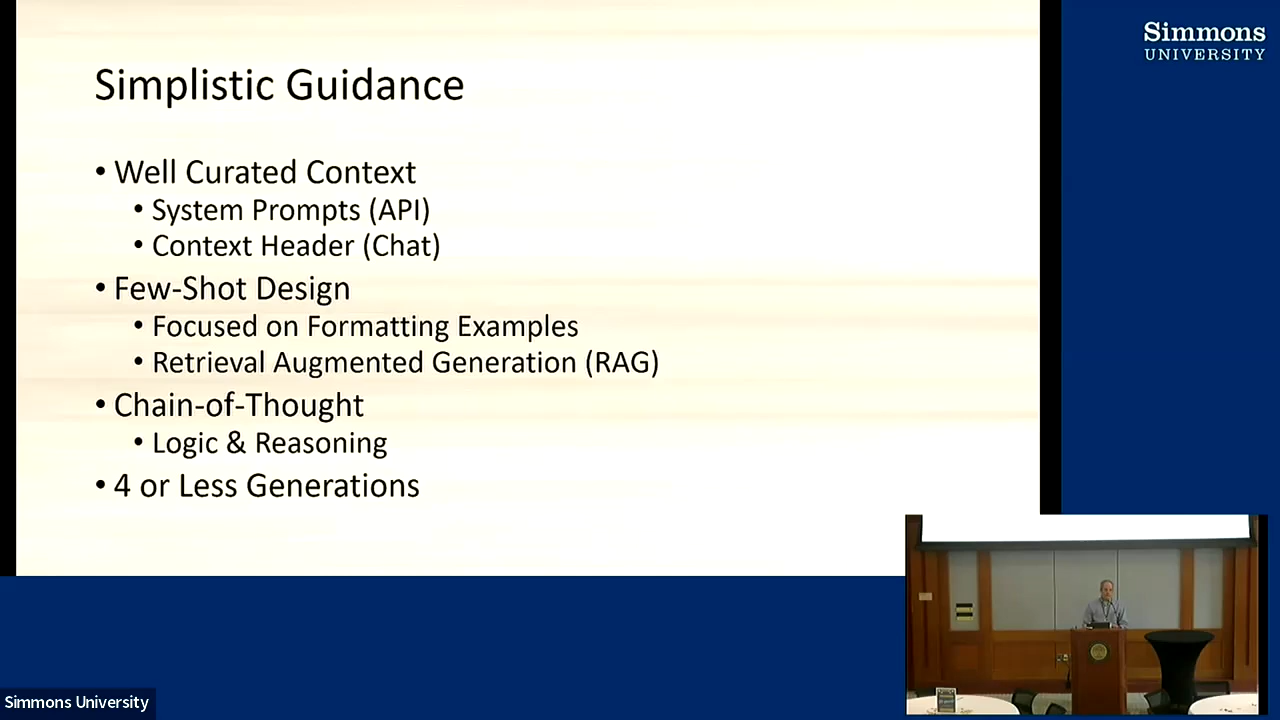 Simmons
UNIVERSITY
Simplistic Guidance
• Well Curated Context
• System Prompts (API)
• Context Header (Chat)
• Few-Shot Design
• Focused on Formatting Examples
• Retrieval Augmented Generation (RAG)
• Chain-of-Thought
• Logic & Reasoning
• 4 or Less Generations
Simmons University